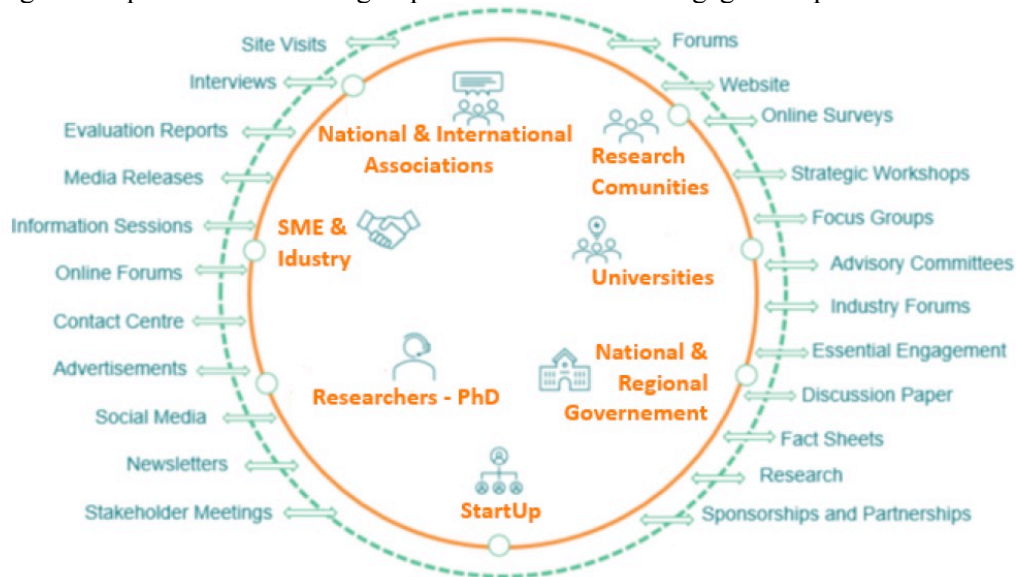 Site Visits
Interviews
Evaluation Reports
Media Releases
Information Sessions
Online Forums
Contact Centre
Advertisements
Social Media
Newsletters
Stakeholder Meetings
National & International
Associations
Research
Comunities
SME &
Idustry
Universities
Researchers - PhD
National &
Regional
Governement
StartUp
Forums
Website
Online Surveys
Strategic Workshops
Focus Groups
Advisory Committees
Industry Forums
Essential Engagement
Discussion Paper
Fact Sheets
Research
Sponsorships and Partnerships